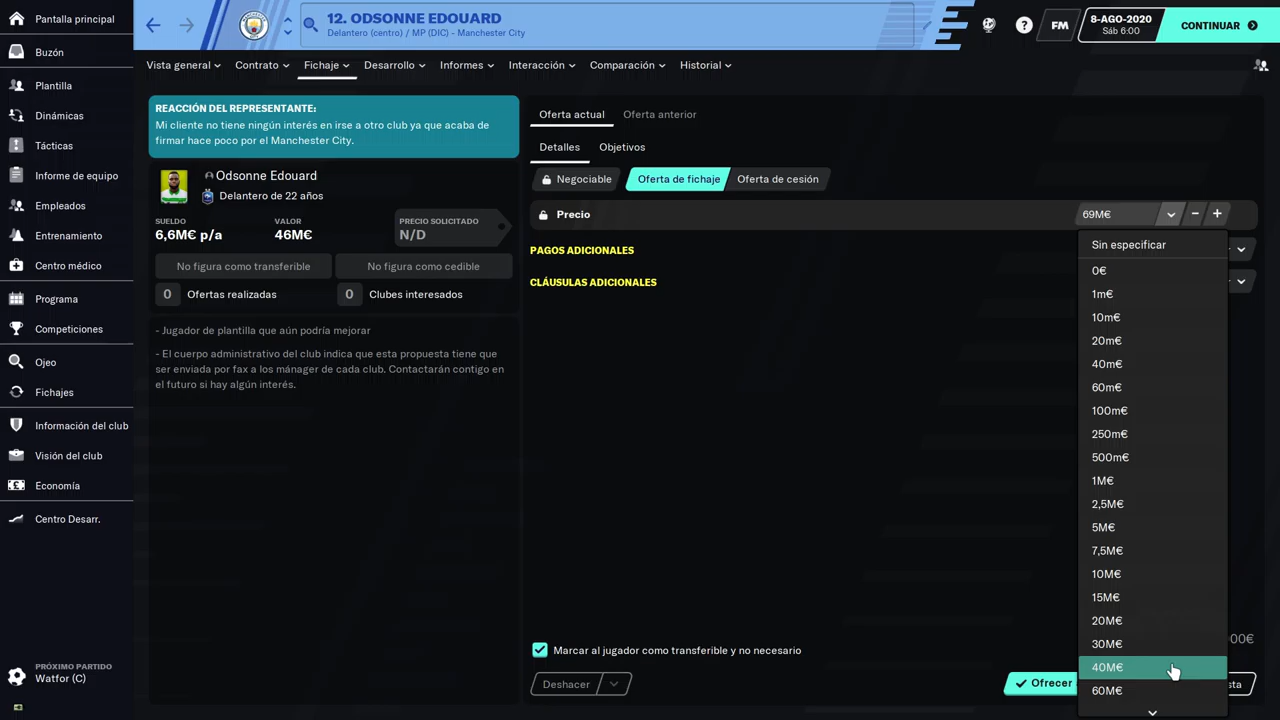 Pantalla principal
Buzón
Plantilla
Dinámicas
Tácticas
Informe de equipo
Empleados
Entrenamiento
Centro médico
Programa
Competiciones
Ojeo
Fichajes
Información del club
Visión del club
Economía
Centro Desarr.
PRÓXIMO PARTIDO
Watfor (C)
12. ODSONNE EDOUARD
Delantero (centro) / MP (DIC) - Manchester City
FM
8-AGO-2020
Sáb 6:00
CONTINUAR
Vista general
Contrato
Fichaje
Desarrollo
Informes
Interacción
Comparación
Historial
REACCIÓN DEL REPRESENTANTE:
Mi cliente no tiene ningún interés en irse a otro club ya que acaba de
firmar hace poco por el Manchester City.
Odsonne Edouard
Delantero de 22 años
SUELDO
6,6M€ p/a
VALOR
46M€
PRECIO SOLICITADO
N/D
No figura como transferible
No figura como cedible
0 Ofertas realizadas
0 Clubes interesados
- Jugador de plantilla que aún podría mejorar
- El cuerpo administrativo del club indica que esta propuesta tiene que
ser enviada por fax a los mánager de cada club. Contactarán contigo en
el futuro si hay algún interés.
Oferta actual
Oferta anterior
Detalles
Objetivos
Negociable
Oferta de fichaje
Oferta de cesión
Precio
69M€
PAGOS ADICIONALES
CLÁUSULAS ADICIONALES
Sin especificar
0€
1m€
10m€
20m€
40m€
60m€
100m€
250m€
500m€
1M€
2,5M€
5M€
7,5M€
10M€
15M€
20M€
30M€
40M€
60M€
Marcar al jugador como transferible y no necesario
Deshacer
Ofrecer